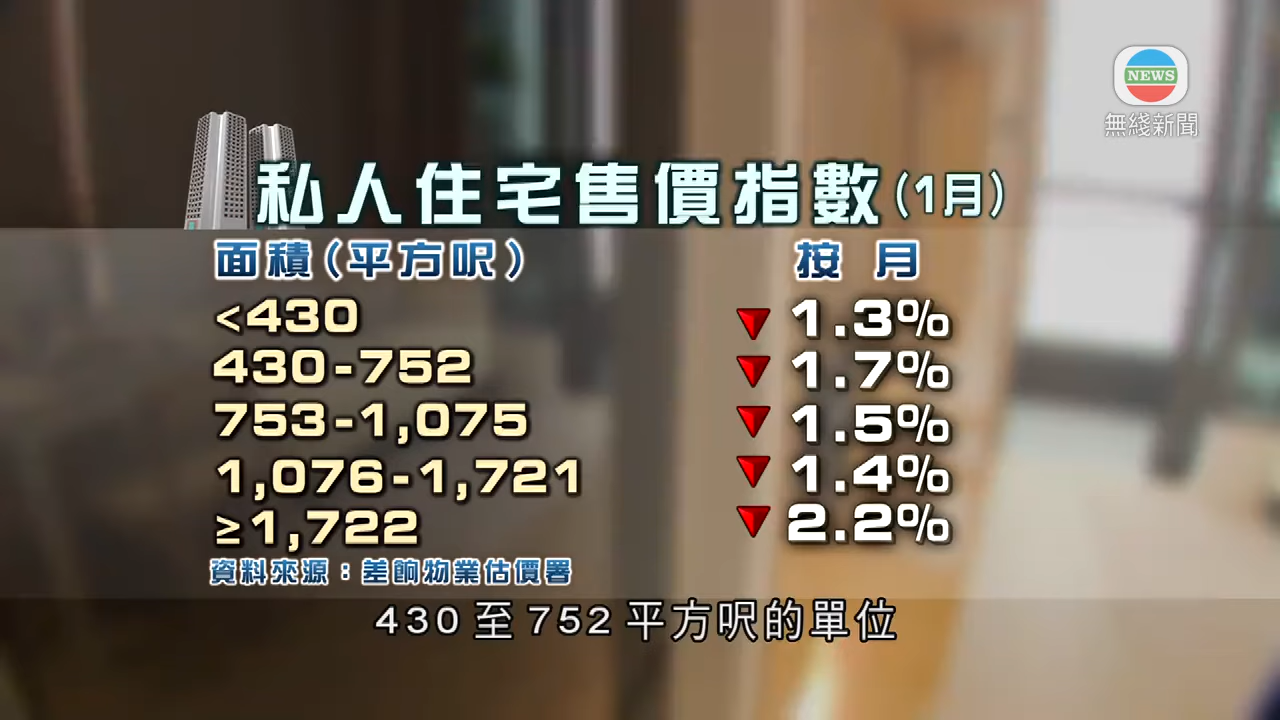 NEWS
無綫新聞
私人住宅售價指數(1月)
面積(平方呎) 按月
<430 1.3%
430-752 1.7%
753-1,075 1.5%
1,076-1,721 1.4%
≥1,722 2.2%
資料來源：差餉物業估價署
430至752平方呎的單位